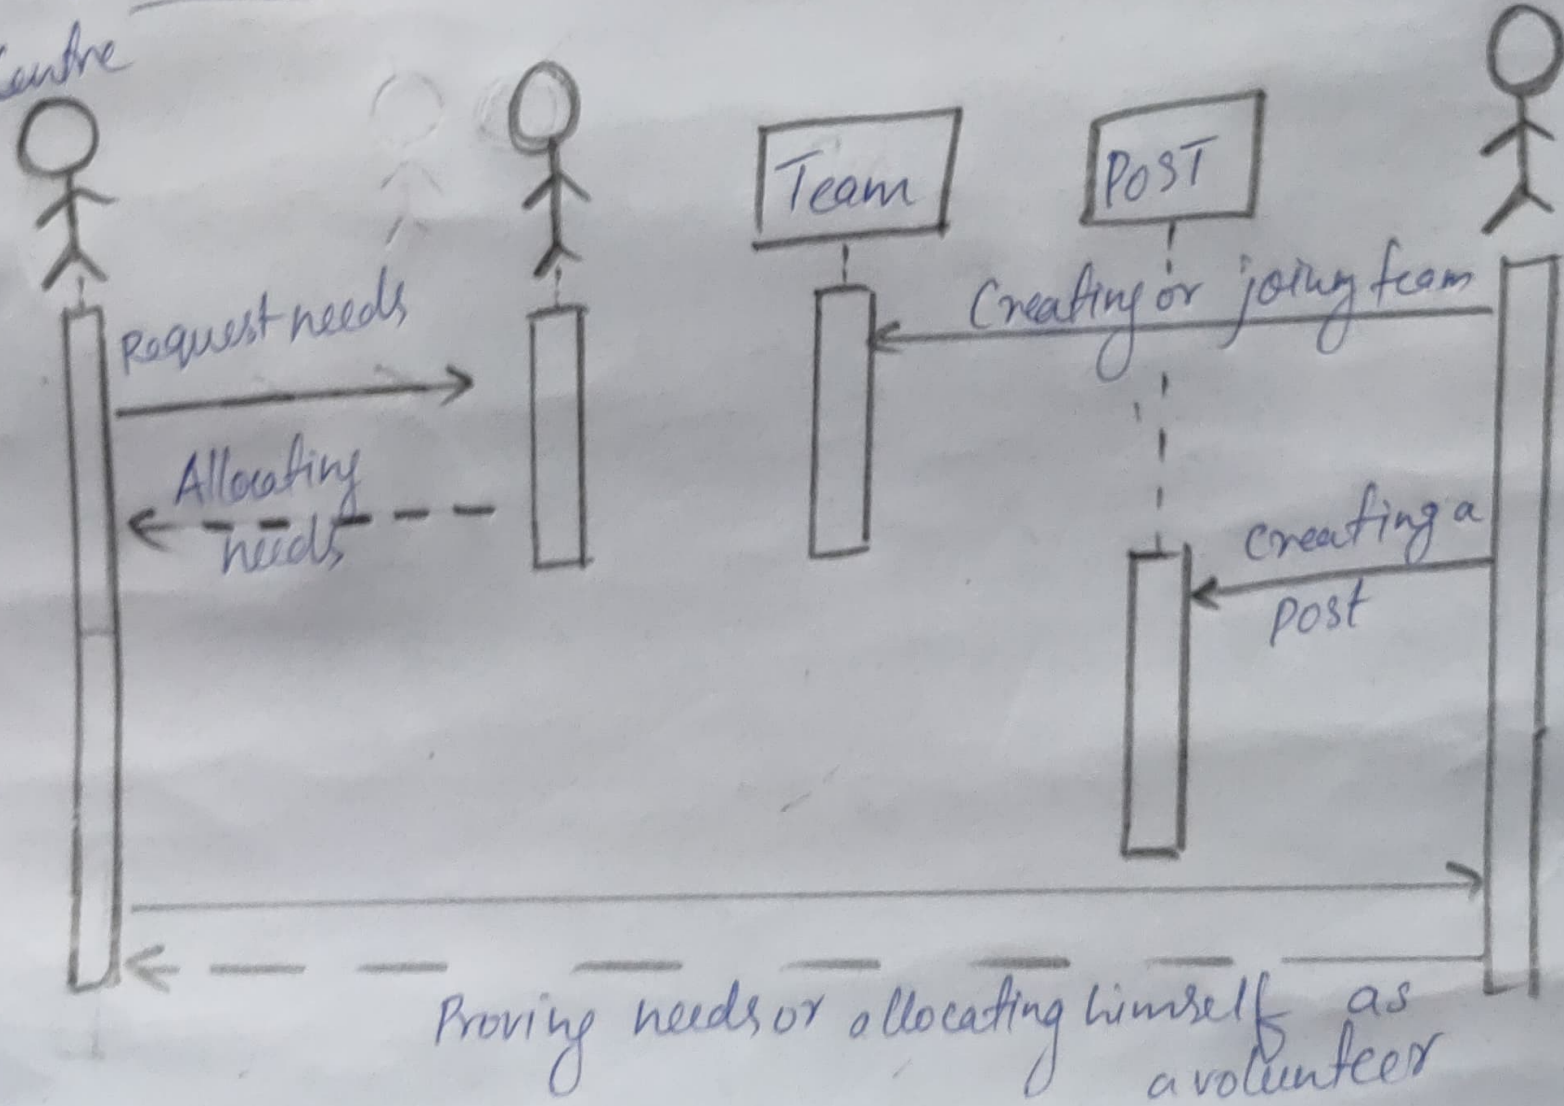 Centre
Team
POST
Request needs
Creating or joing team
Allocating
needs
creating a
post
Proving needs or allocating himself as
a volunteer